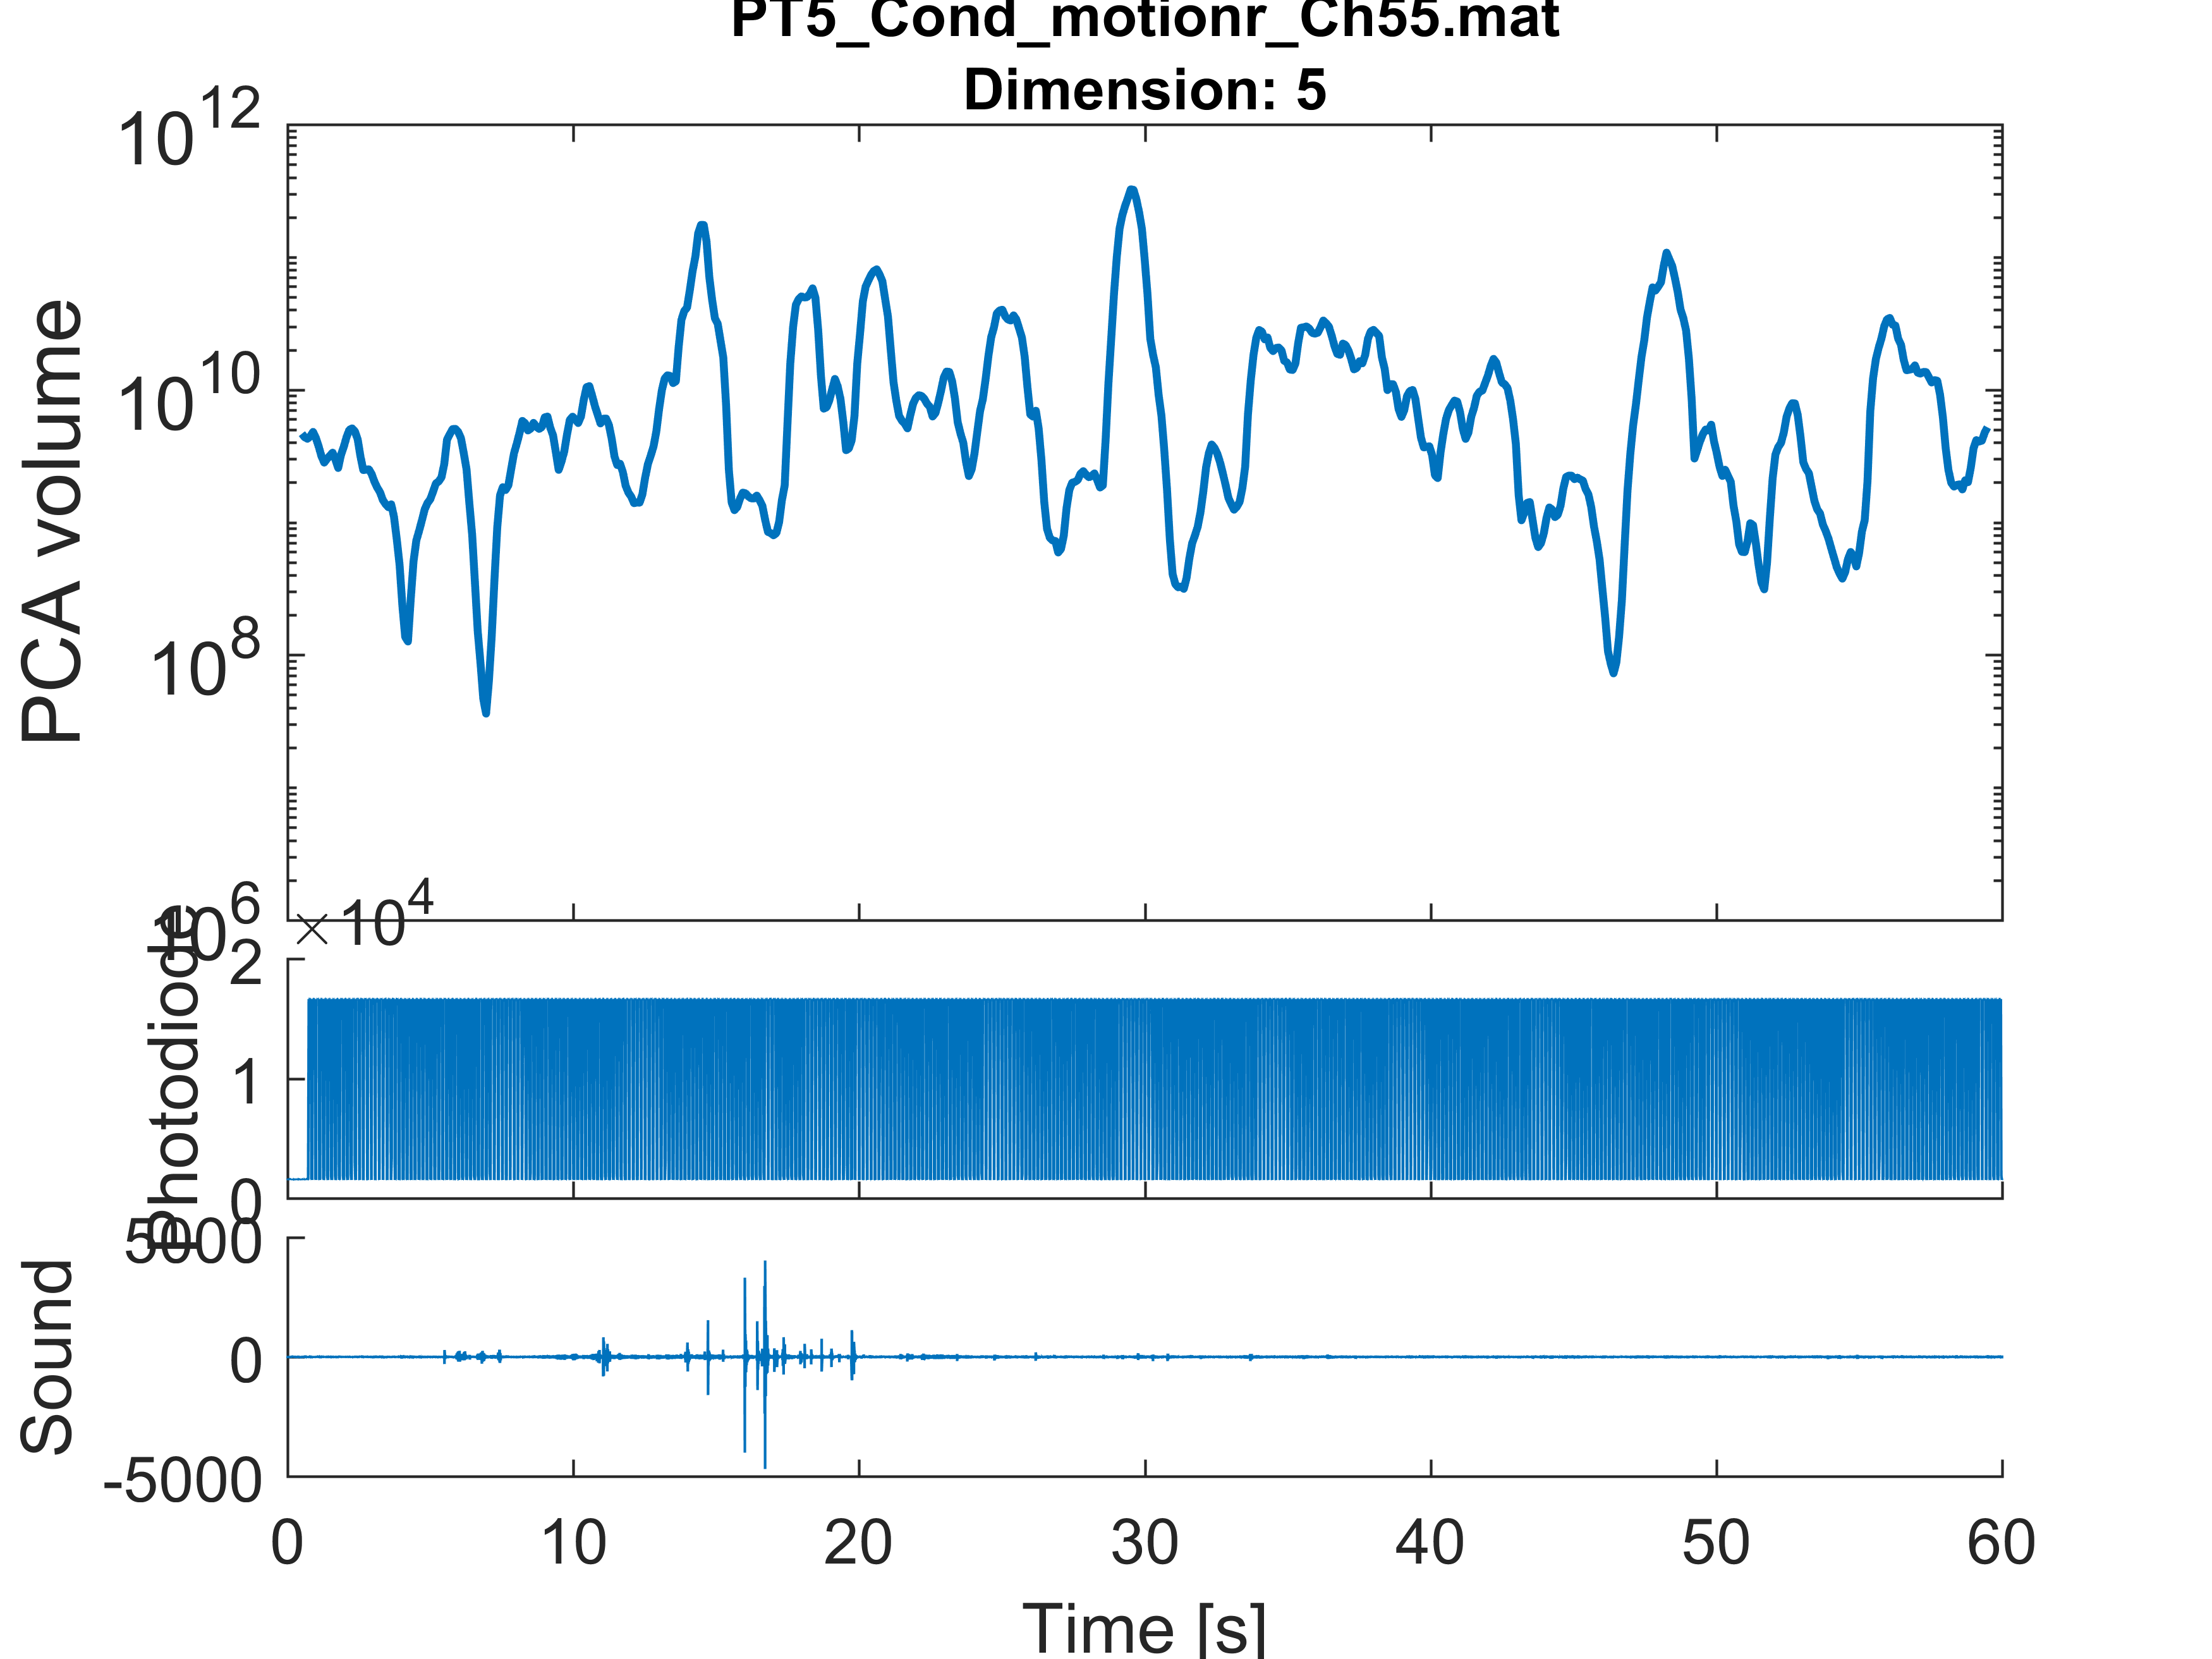 PT5_Cond_motionr_Ch55.mat
Dimension: 5
10^12
10^10
10^8
10^6
PCA volume
×10^4
2
1
0
Photodiode
5000
0
-5000
Sound
0 10 20 30 40 50 60
Time [s]